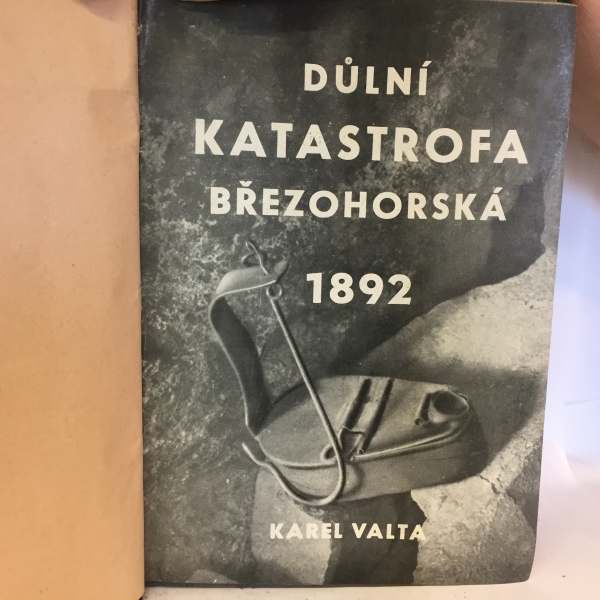 DŮLNÍ
KATASTROFA
BŘEZOHORSKÁ
1892
KAREL VALTA